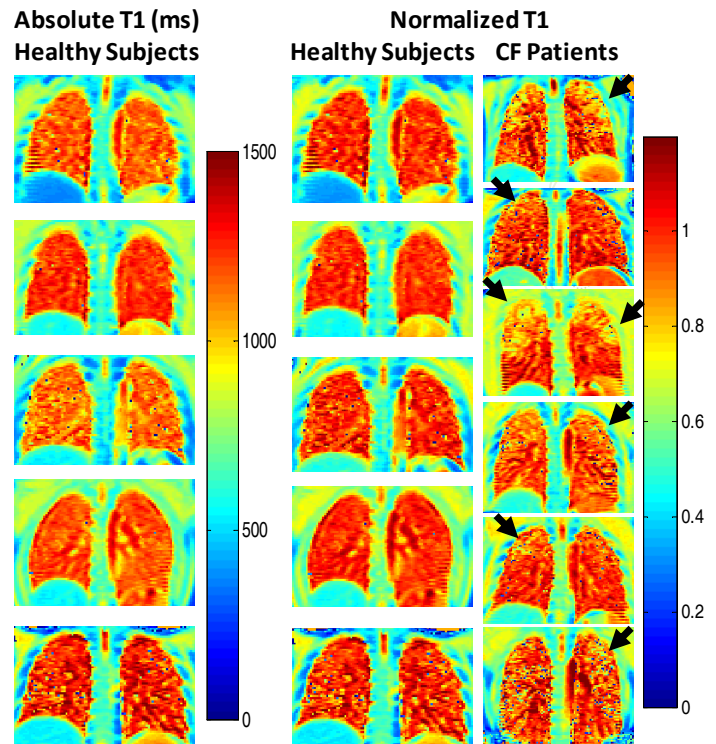 Absolute T1 (ms)
Healthy Subjects
Normalized T1
Healthy Subjects
CF Patients
1500
1000
500
0
1
0.8
0.6
0.4
0.2
0